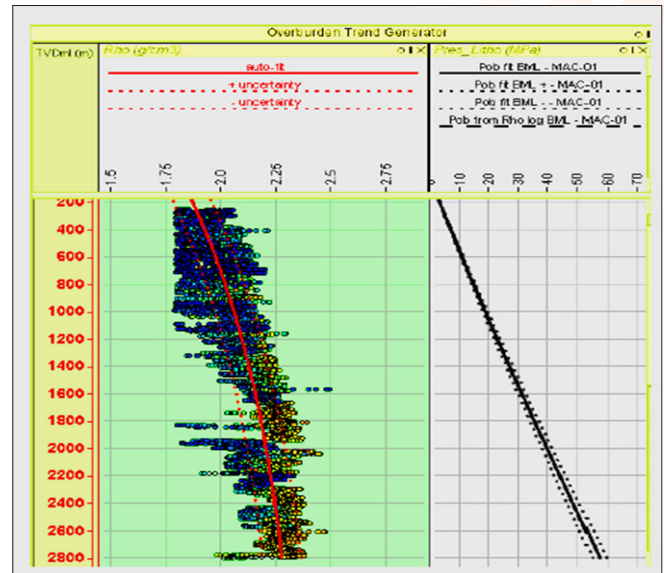 Overburden Trend Generator
TVDml (m)
Rho (g/cm3)
Pres_Litho (MPa)
auto-fit
+ uncertainty
- uncertainty
Pob fit BML - MAC-01
Pob fit BML + - MAC-01
Pob fit BML - - MAC-01
Pob from Rho log BML - MAC-01
1.5 1.75 2.0 2.25 2.5 2.75
0 10 20 30 40 50 60 70
200
400
600
800
1000
1200
1400
1600
1800
2000
2200
2400
2600
2800